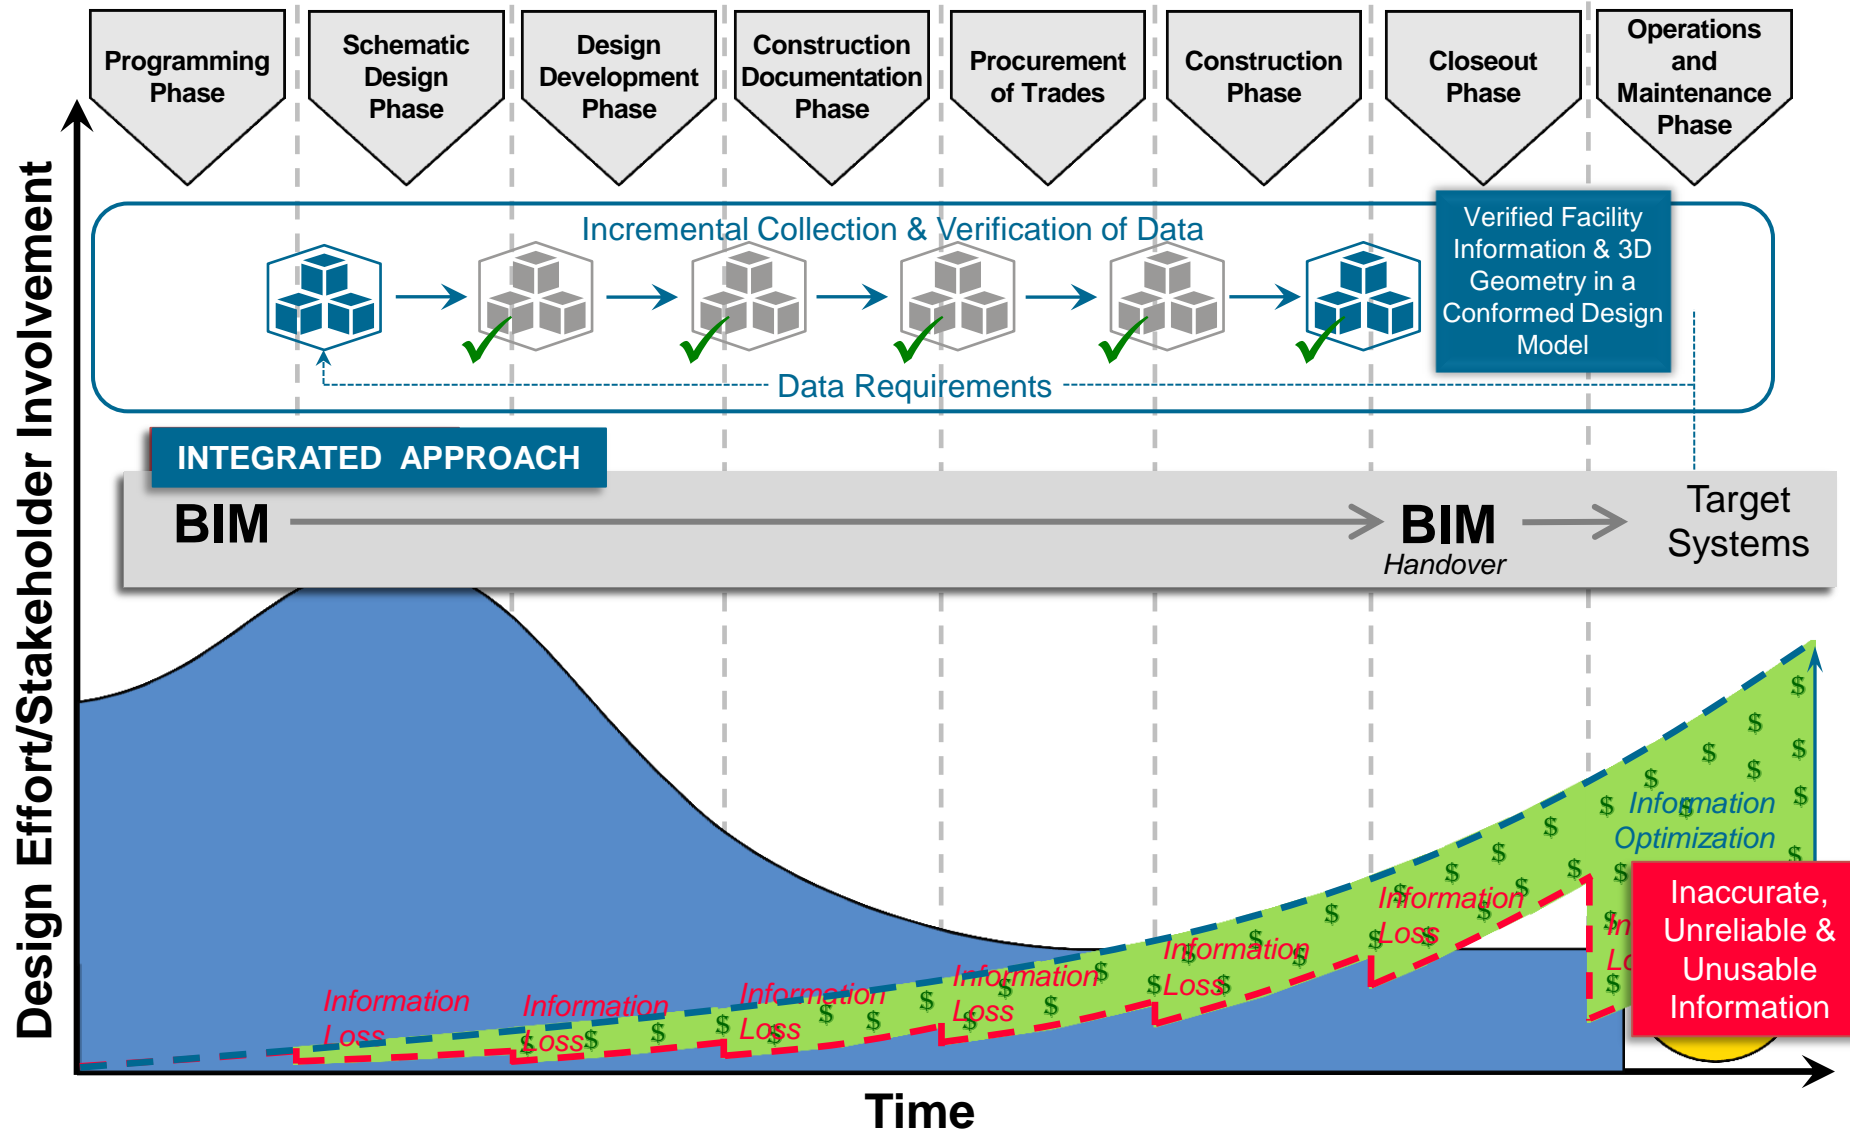 Programming
Phase
Schematic
Design
Phase
Design
Development
Phase
Construction
Documentation
Phase
Procurement
of Trades
Construction
Phase
Closeout
Phase
Operations
and
Maintenance
Phase
Design Effort/Stakeholder Involvement
Incremental Collection & Verification of Data
Verified Facility
Information & 3D
Geometry in a
Conformed Design
Model
Data Requirements
INTEGRATED APPROACH
BIM
BIM
Handover
Target
Systems
Information
Optimization
Information
Loss
Information
Loss
Information
Loss
Information
Loss
Information
Loss
Information
Loss
Inaccurate,
Unreliable &
Unusable
Information
Time